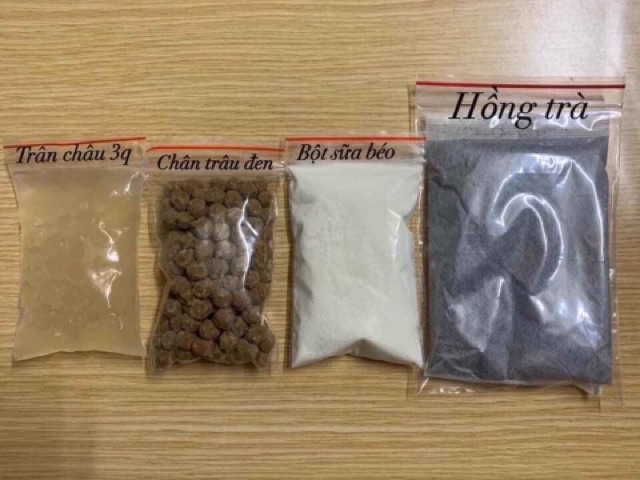 Trân châu 3q
Chân trâu đen
Bột sữa béo
Hồng trà